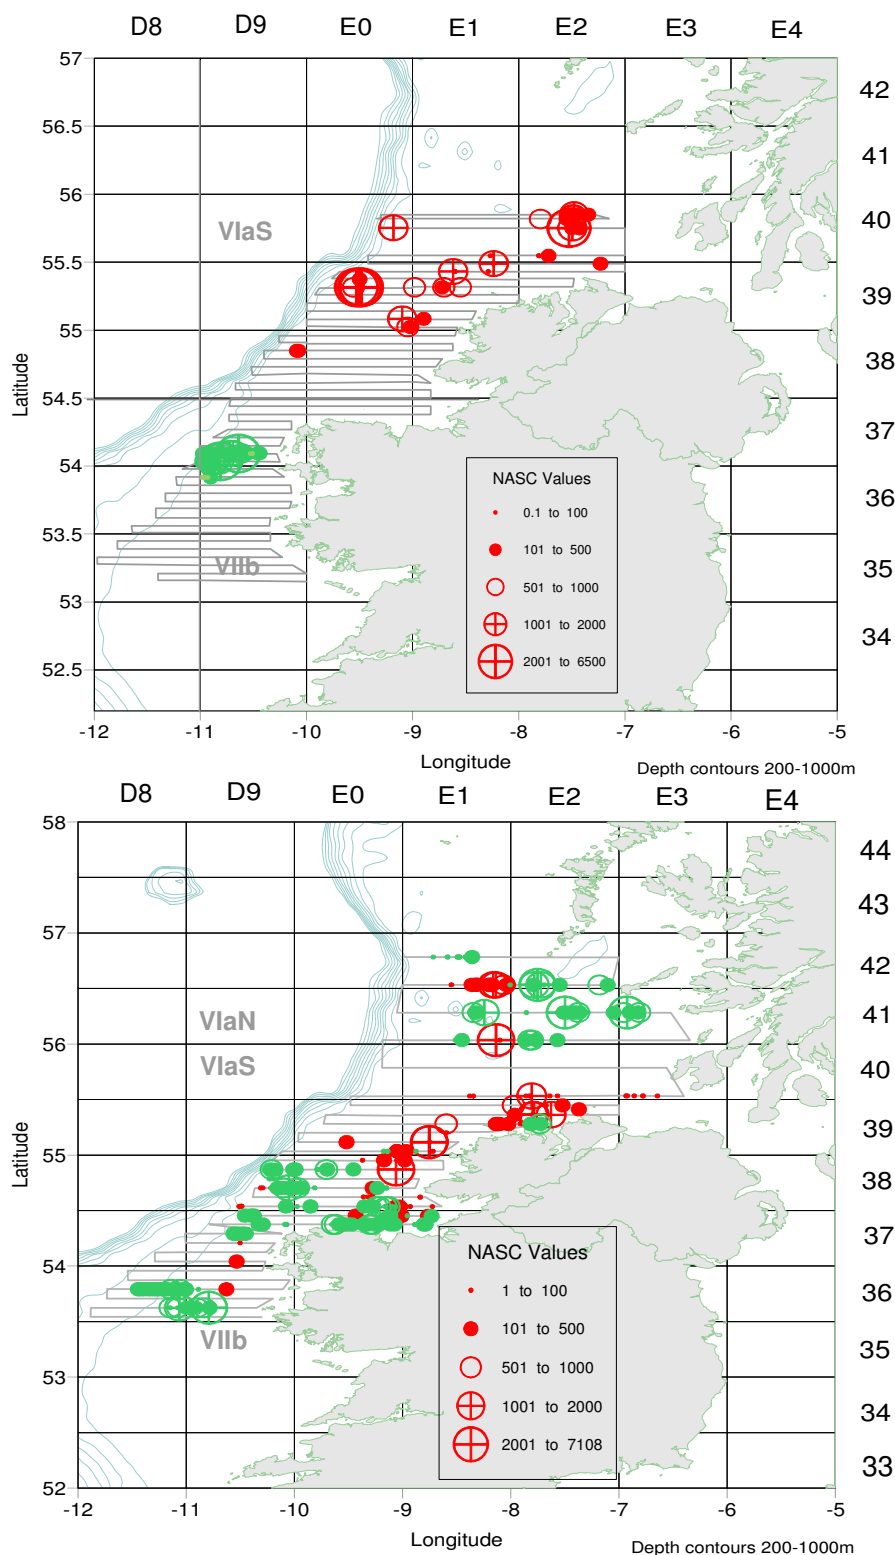 D8 D9 E0 E1 E2 E3 E4
57
42
56.5
41
56
40
VIaS
55.5
39
55
38
Latitude
54.5
37
54
NASC Values
36
0.1 to 100
53.5
101 to 500
VIIb
35
501 to 1000
53
1001 to 2000
34
52.5
2001 to 6500
-12 -11 -10 -9 -8 -7 -6 -5
Longitude
Depth contours 200-1000m
D8 D9 E0 E1 E2 E3 E4
58
44
43
57
42
VIaN
41
56
VIaS
40
39
55
Latitude
38
37
54
NASC Values
36
1 to 100
101 to 500
VIIb
35
501 to 1000
53
1001 to 2000
34
2001 to 7108
33
52
-12 -11 -10 -9 -8 -7 -6 -5
Longitude
Depth contours 200-1000m